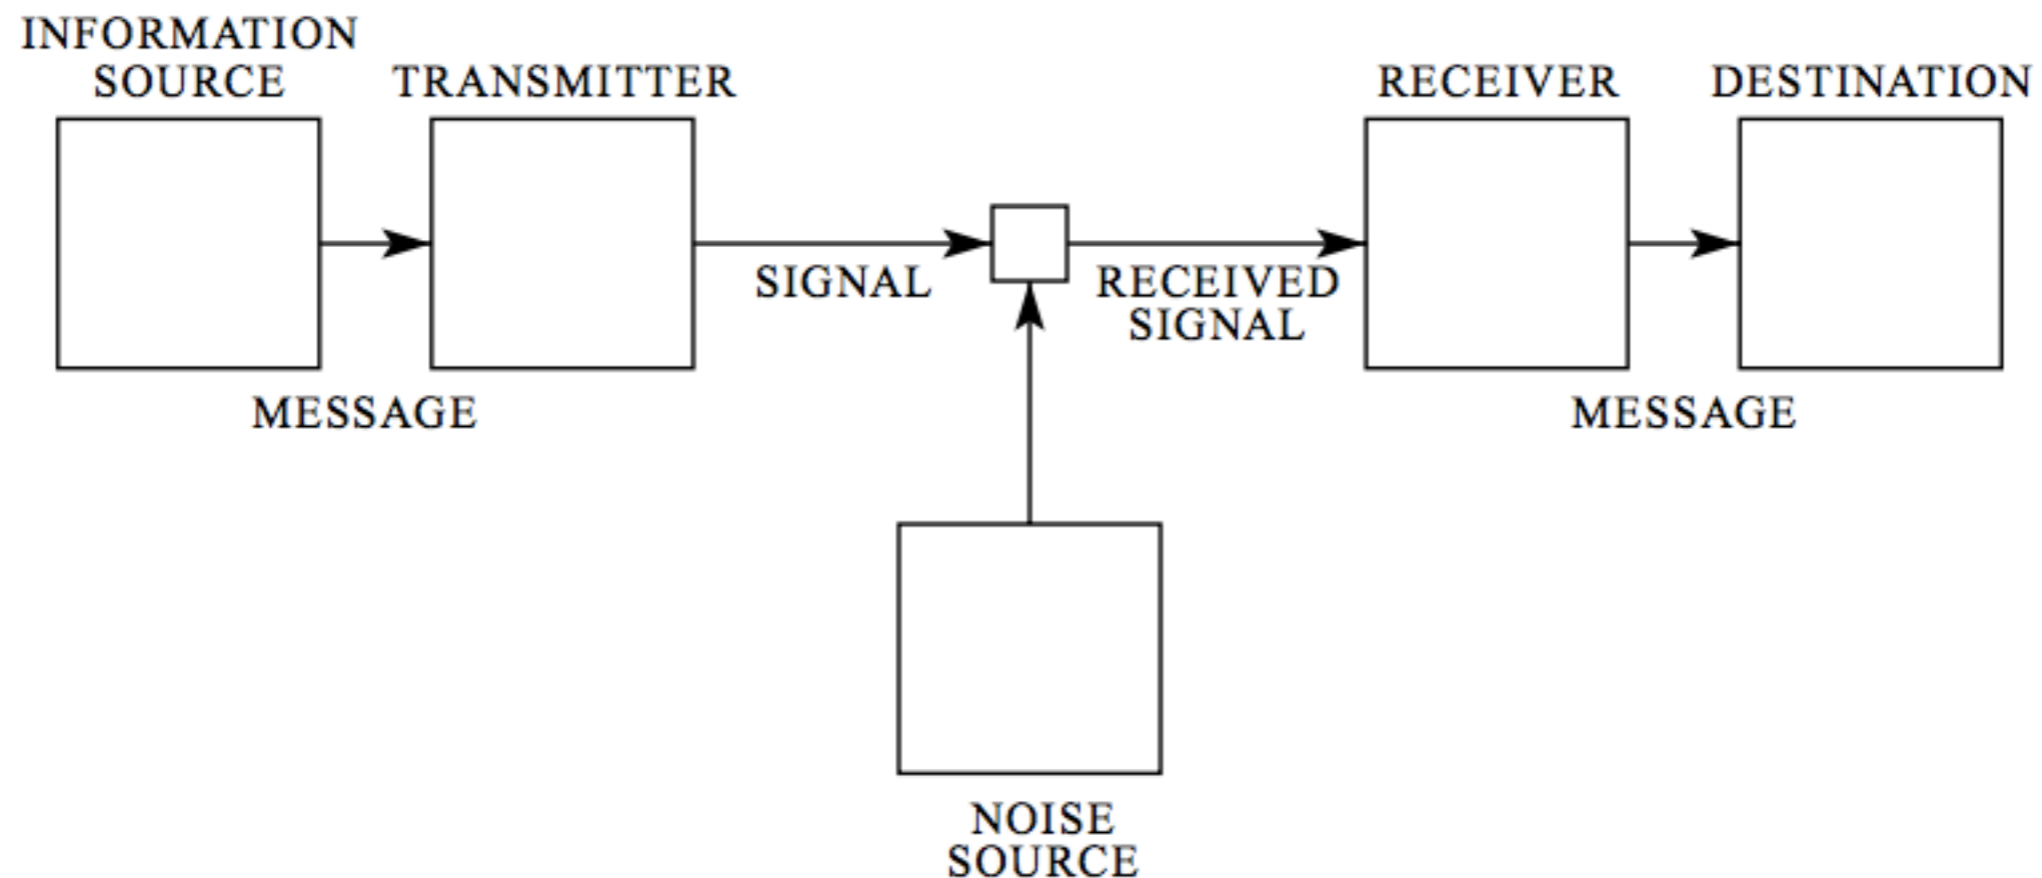 INFORMATION
SOURCE
TRANSMITTER
RECEIVER
DESTINATION
SIGNAL
RECEIVED
SIGNAL
MESSAGE
MESSAGE
NOISE
SOURCE